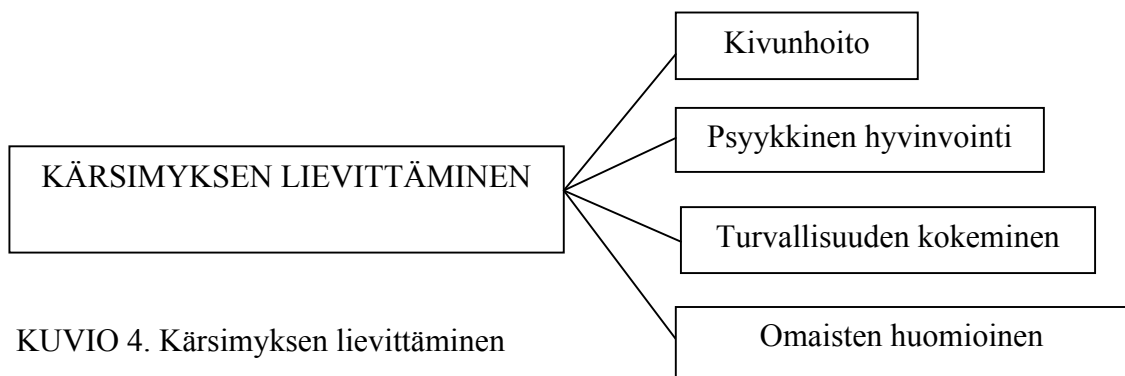 Kivunhoito
Psyykkinen hyvinvointi
KÄRSIMYKSEN LIEVITTÄMINEN
Turvallisuuden kokeminen
Omaisten huomioinen
KUVIO 4. Kärsimyksen lievittäminen